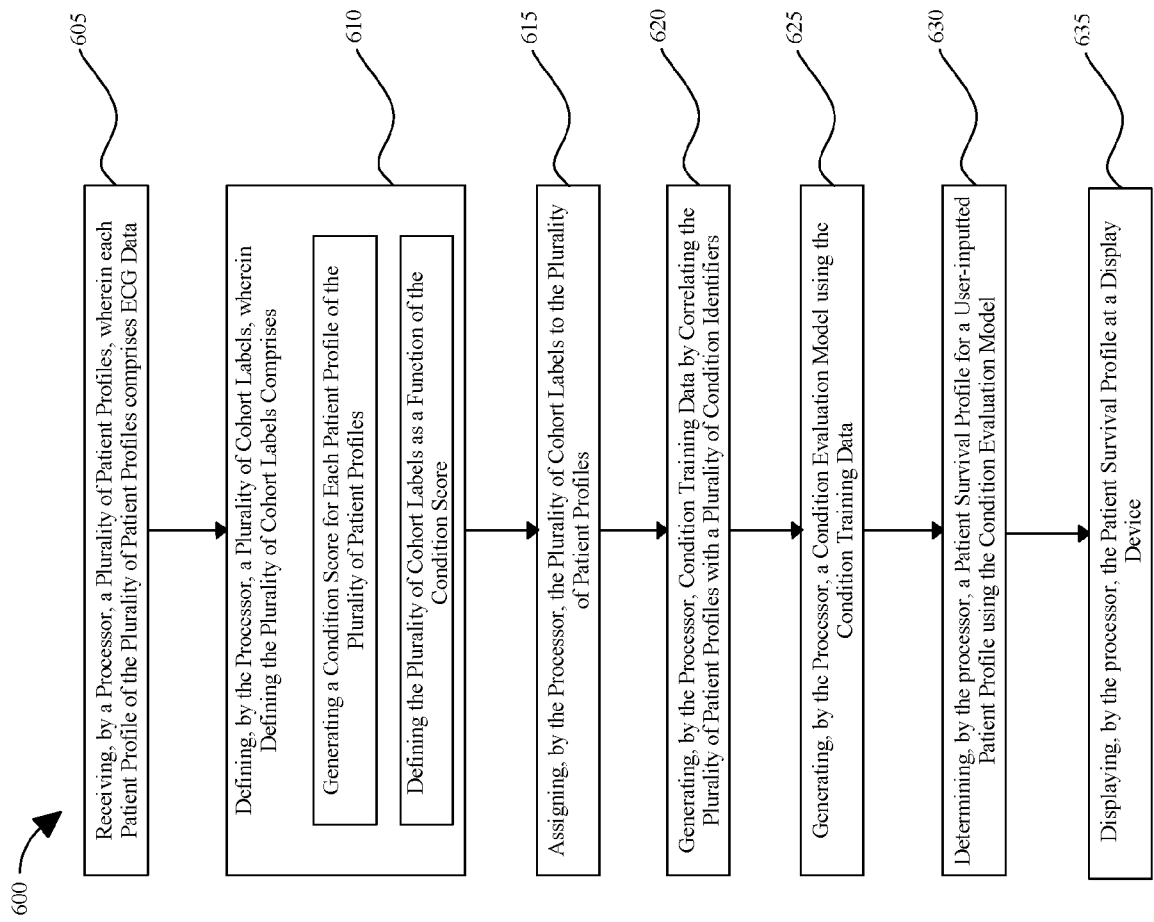 600
Receiving, by a Processor, a Plurality of Patient Profiles, wherein each
Patient Profile of the Plurality of Patient Profiles comprises ECG Data
605
Defining, by the Processor, a Plurality of Cohort Labels, wherein
Defining the Plurality of Cohort Labels Comprises
610
Generating a Condition Score for Each Patient Profile of the
Plurality of Patient Profiles
Defining the Plurality of Cohort Labels as a Function of the
Condition Score
Assigning, by the Processor, the Plurality of Cohort Labels to the Plurality
of Patient Profiles
615
Generating, by the Processor, Condition Training Data by Correlating the
Plurality of Patient Profiles with a Plurality of Condition Identifiers
620
Generating, by the Processor, a Condition Evaluation Model using the
Condition Training Data
625
Determining, by the processor, a Patient Survival Profile for a User-inputted
Patient Profile using the Condition Evaluation Model
630
Displaying, by the processor, the Patient Survival Profile at a Display
Device
635